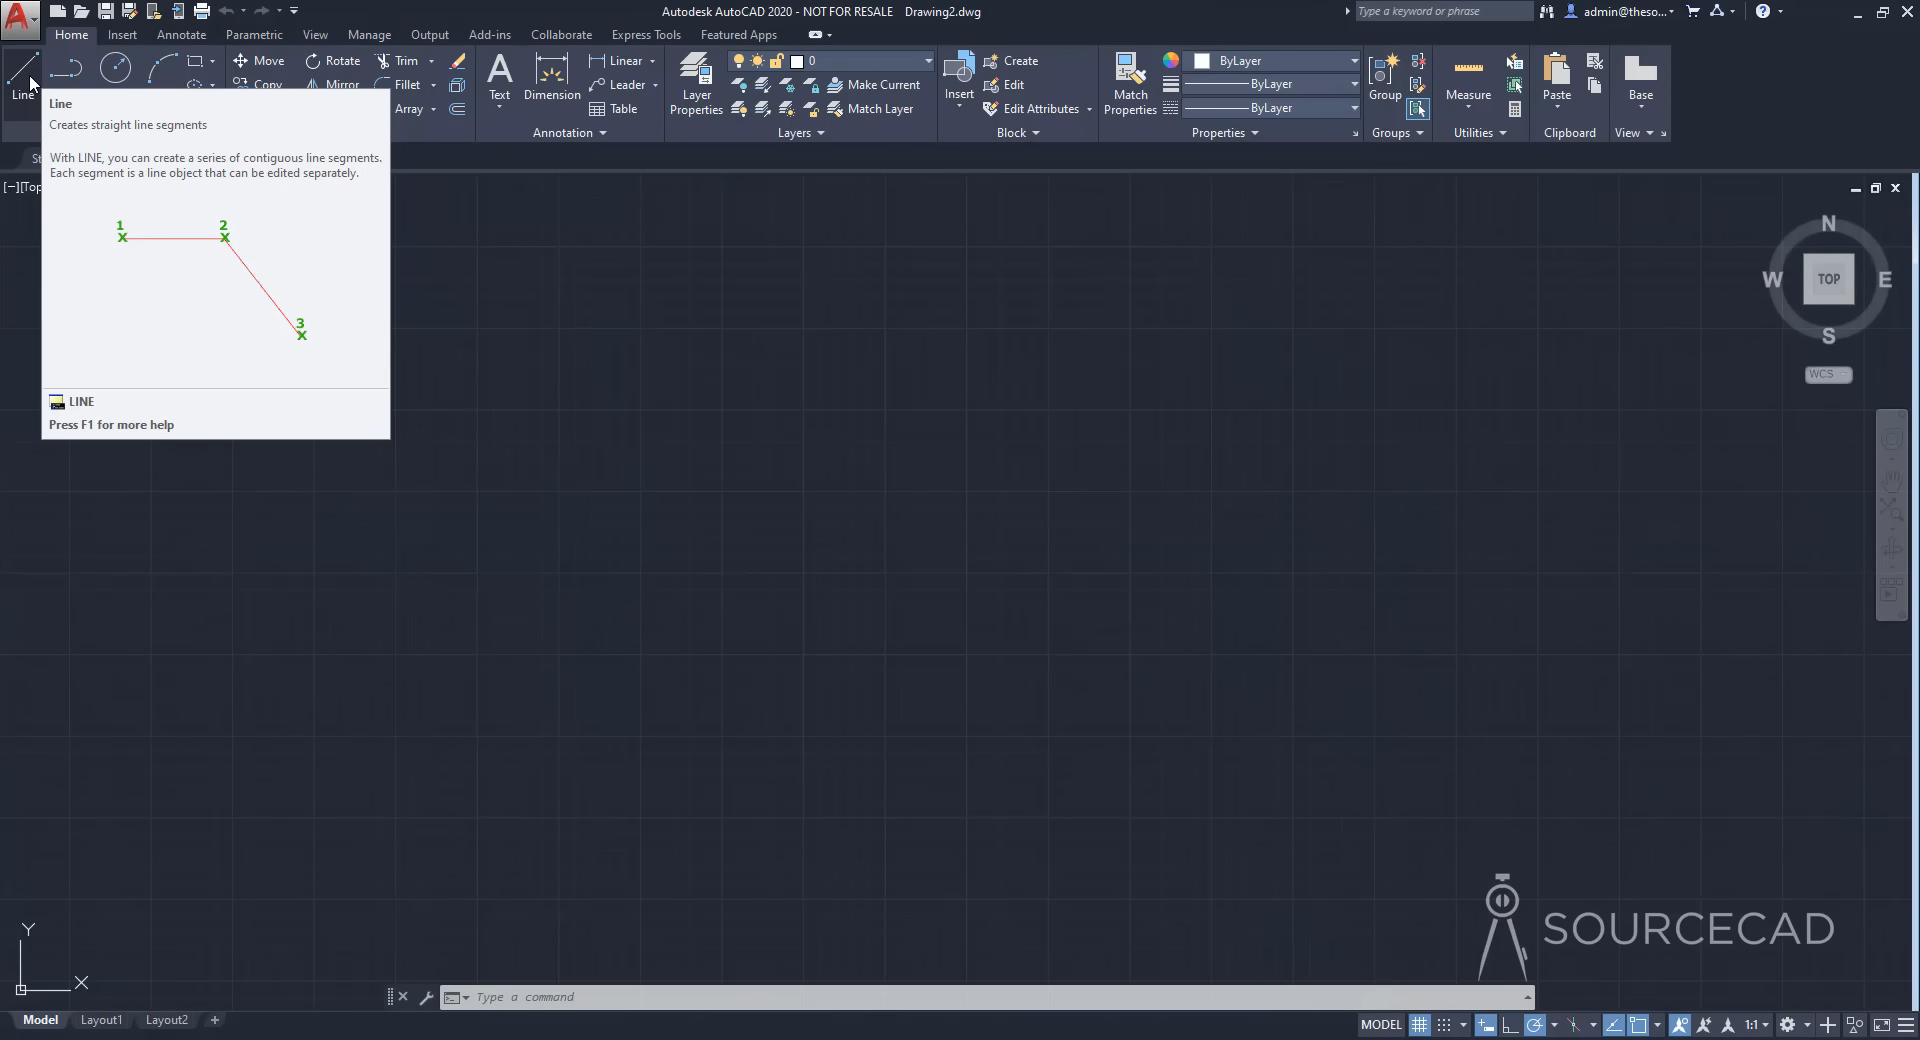 Autodesk AutoCAD 2020 - NOT FOR RESALE Drawing2.dwg
Type a keyword or phrase
admin@theso...
Home Insert Annotate Parametric View Manage Output Add-ins Collaborate Express Tools Featured Apps
Line
Move
Copy
Rotate
Mirror
Trim
Fillet
Array
Text
Dimension
Linear
Leader
Table
Annotation
Layer
Properties
0
Make Current
Match Layer
Layers
Insert
Create
Edit
Edit Attributes
Block
Match
Properties
ByLayer
ByLayer
ByLayer
Properties
Group
Groups
Measure
Utilities
Paste
Clipboard
Base
View
Line
Creates straight line segments
With LINE, you can create a series of contiguous line segments.
Each segment is a line object that can be edited separately.
1
2
3
LINE
Press F1 for more help
St
[−][Top
N
W TOP E
S
WCS
SOURCECAD
Y
X
Type a command
Model Layout1 Layout2 +
MODEL
1:1